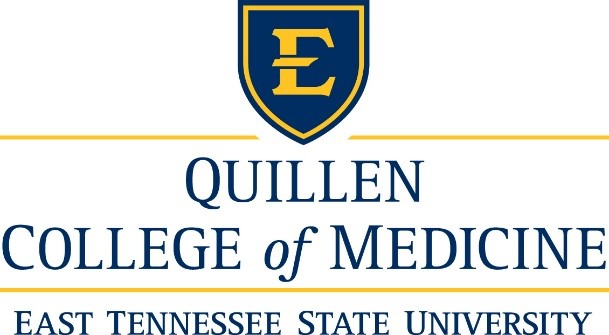 E
QUILLEN
COLLEGE of MEDICINE
EAST TENNESSEE STATE UNIVERSITY